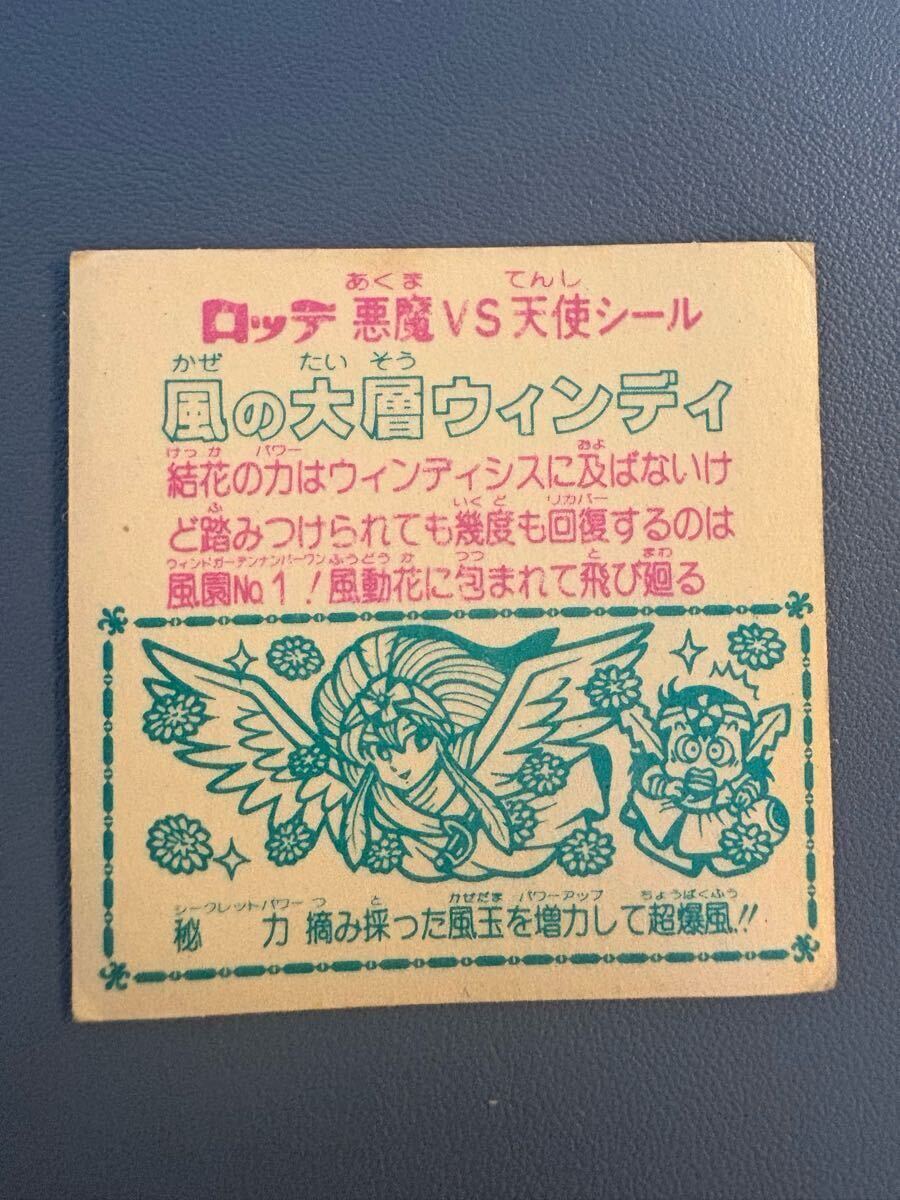 あくま てんし
ロッテ 悪魔VS天使シール
かぜ たい そう
風の大層ウィンディ
けっ か パワー およ
結花の力はウィンディシスに及ばないけ
ふ いく ど リカバー
ど踏みつけられても幾度も回復するのは
ウィンドガーデンナンバーワン ふうどう か つつ と まわ
風園No.1！風動花に包まれて飛び廻る
シークレットパワー つ と かぜだま パワーアップ ちょうばくふう
秘 力 摘み採った風玉を増力して超爆風!!